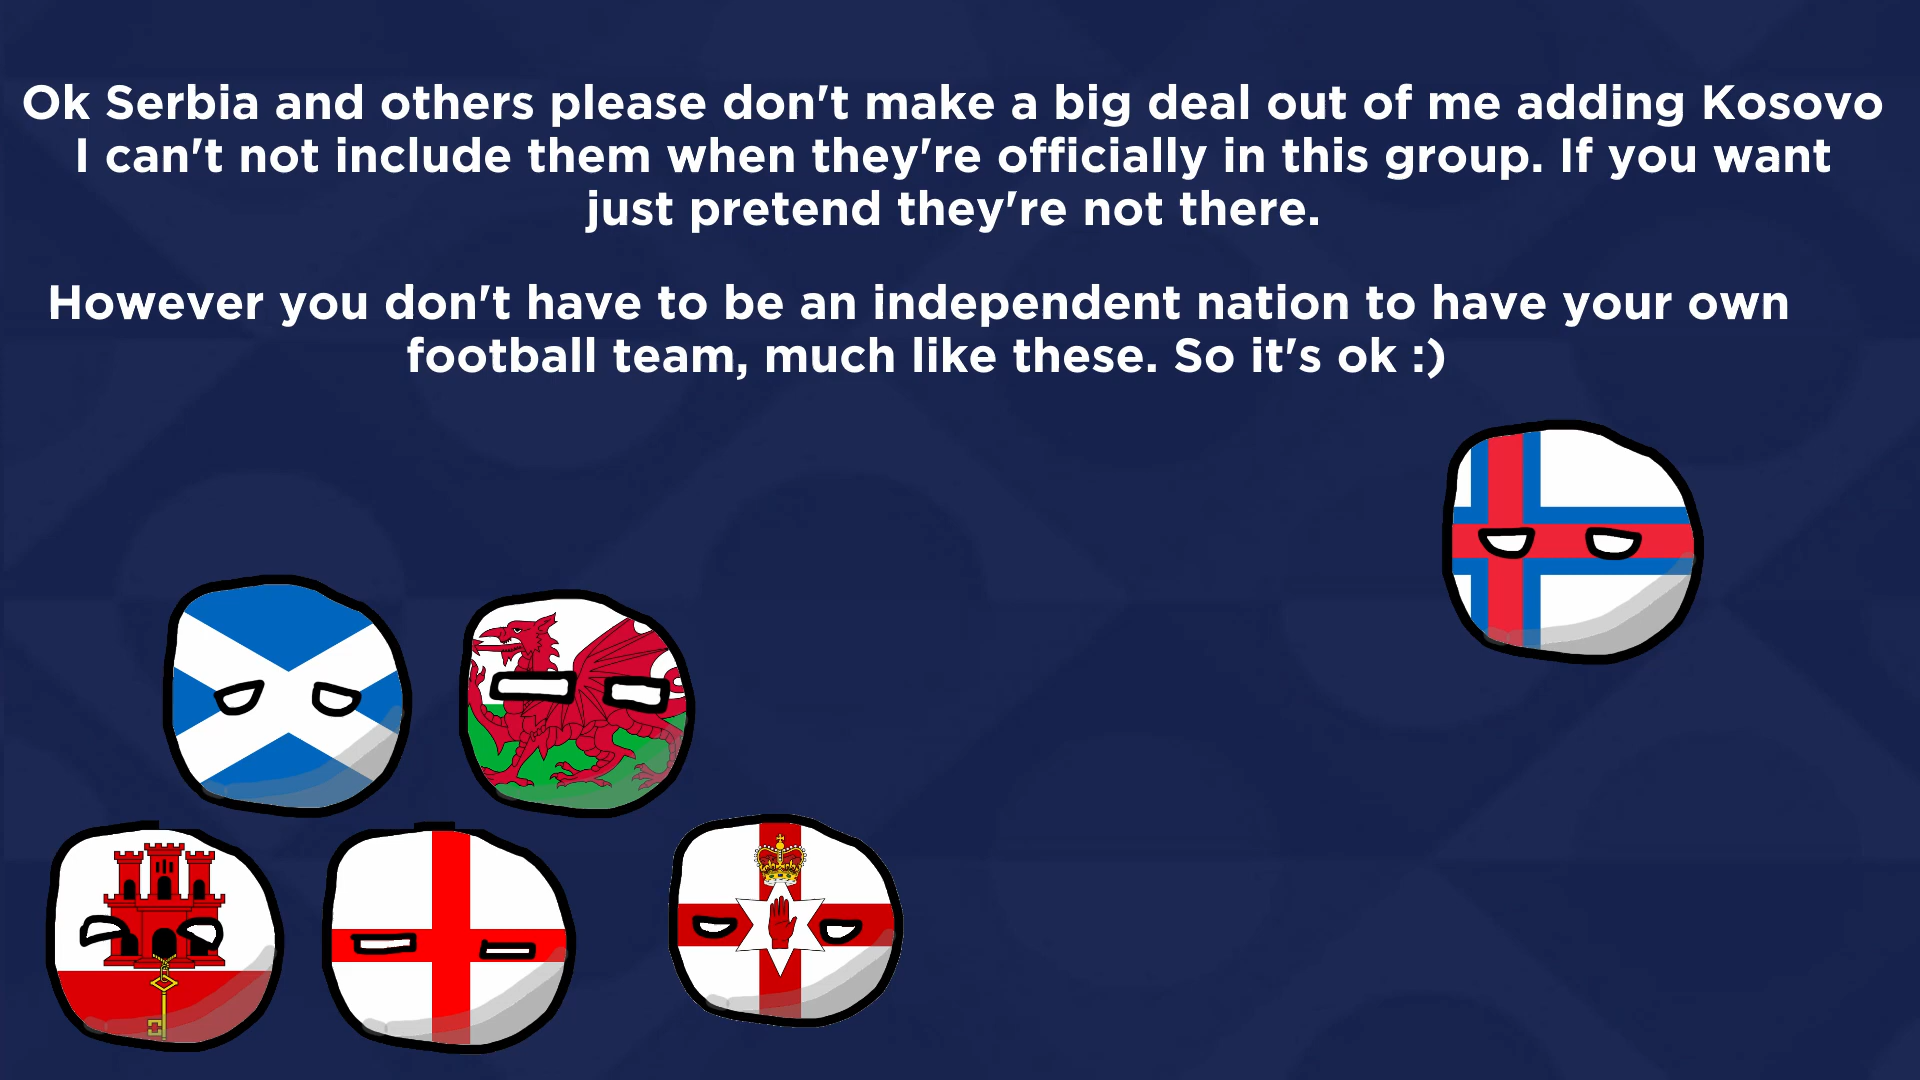 Ok Serbia and others please don't make a big deal out of me adding Kosovo
I can't not include them when they're officially in this group. If you want
just pretend they're not there.
However you don't have to be an independent nation to have your own
football team, much like these. So it's ok :)